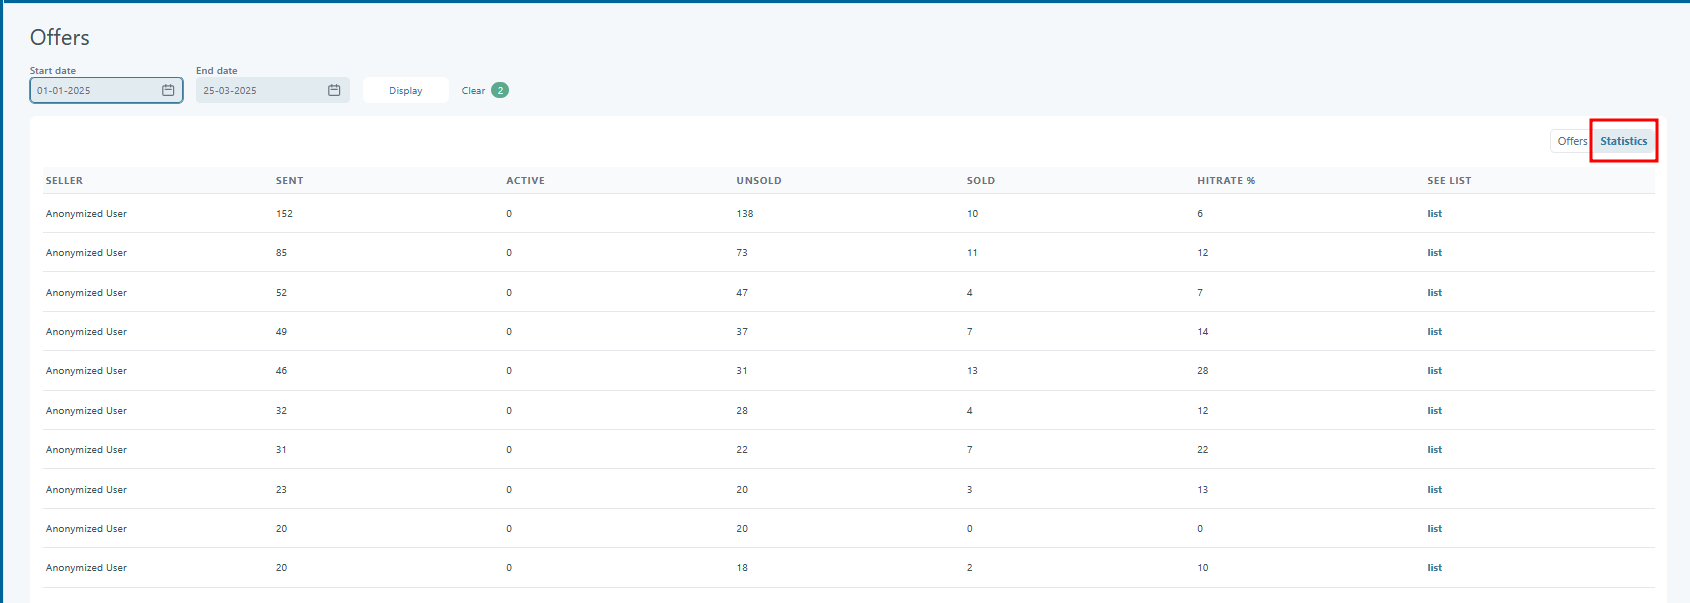 Offers
Start date End date
01-01-2025 25-03-2025 Display Clear 2
Offers Statistics
SELLER SENT ACTIVE UNSOLD SOLD HITRATE % SEE LIST
Anonymized User 152 0 138 10 6 list
Anonymized User 85 0 73 11 12 list
Anonymized User 52 0 47 4 7 list
Anonymized User 49 0 37 7 14 list
Anonymized User 46 0 31 13 28 list
Anonymized User 32 0 28 4 12 list
Anonymized User 31 0 22 7 22 list
Anonymized User 23 0 20 3 13 list
Anonymized User 20 0 20 0 0 list
Anonymized User 20 0 18 2 10 list